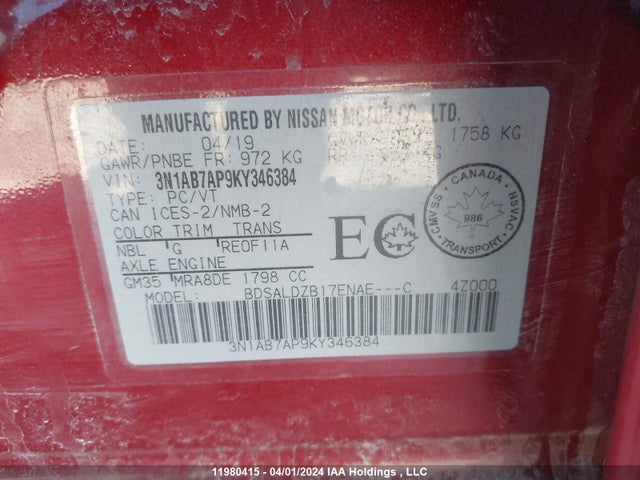 MANUFACTURED BY NISSAN MOTOR CO., LTD.
DATE: 04/19 1758 KG
GAWR/PNBE FR: 972 KG RR KG
VIN: 3N1AB7AP9KY346384
TYPE: PC/VT
CAN ICES-2/NMB-2
COLOR TRIM TRANS
NBL G RE0F11A
AXLE ENGINE
GM35 MRA8DE 1798 CC
MODEL: BDSALDZB17ENAE---C 4Z000
3N1AB7AP9KY346384
EC
CANADA
CMVSS 986 NSVAC
TRANSPORT
11980415 - 04/01/2024 IAA Holdings , LLC